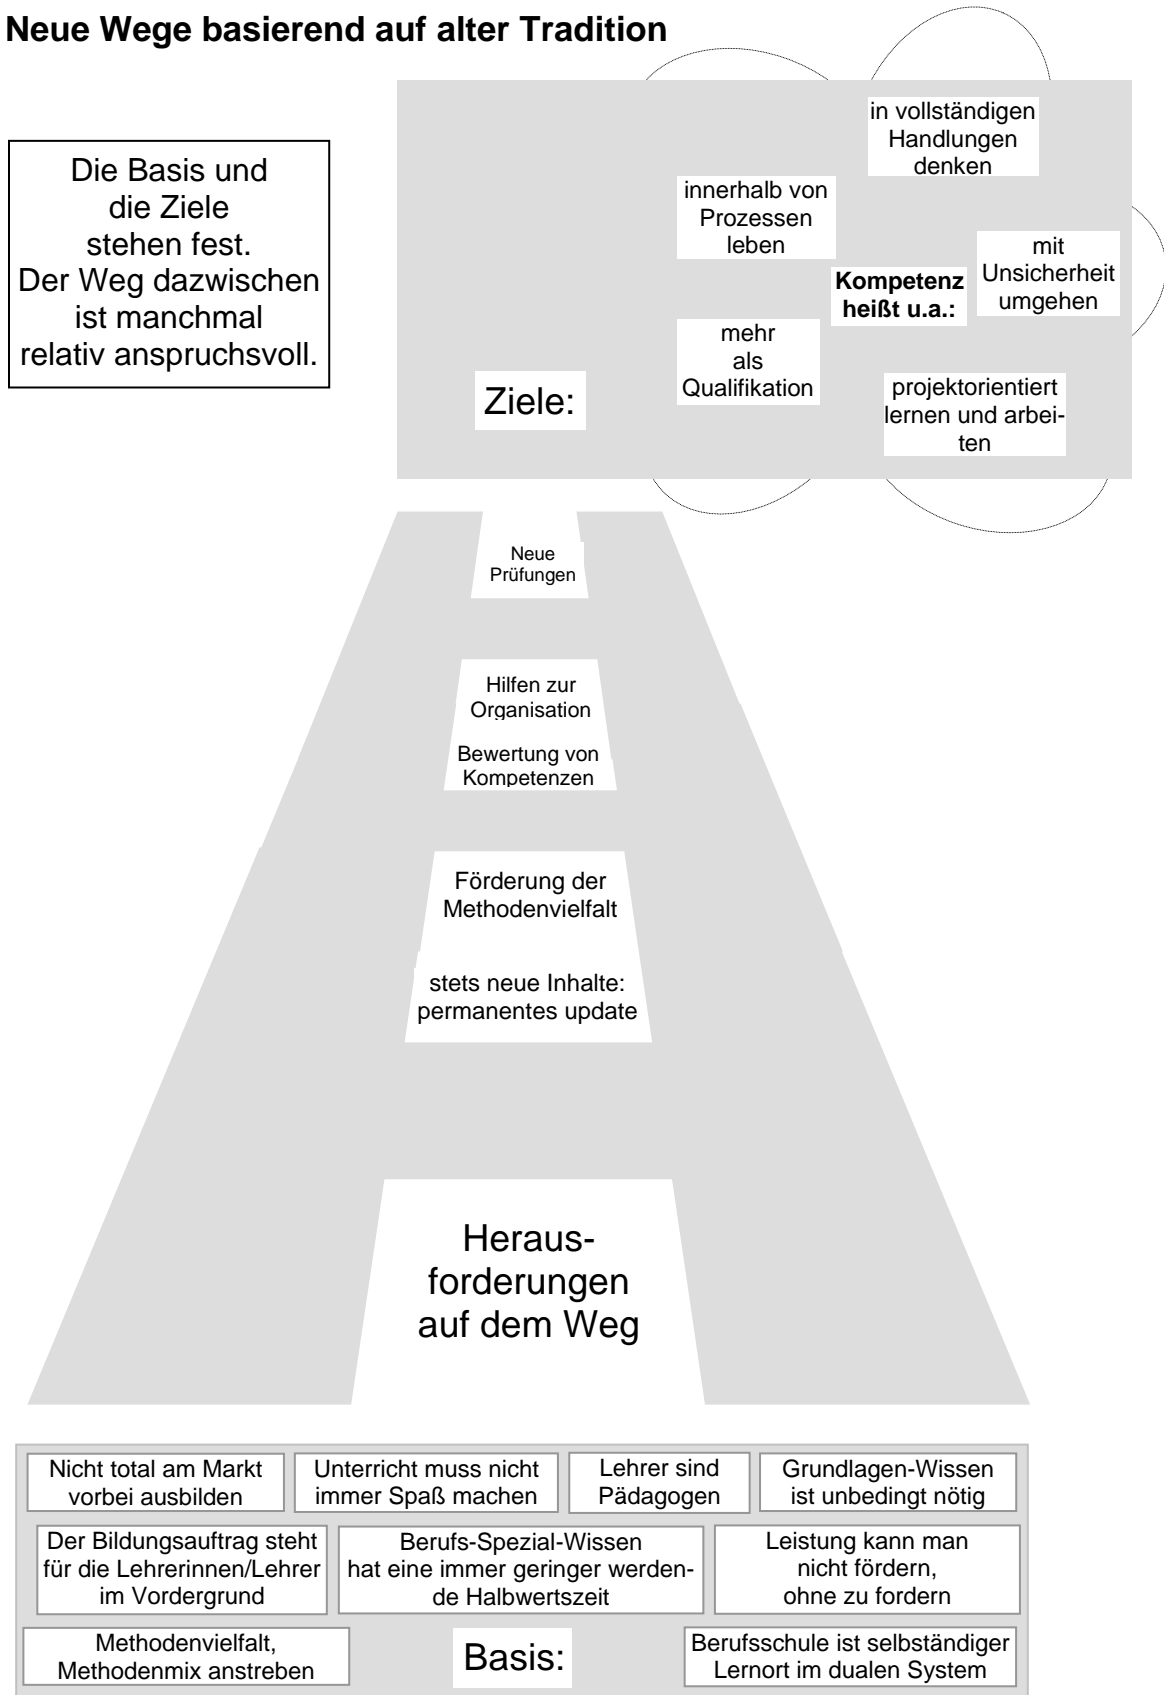 Neue Wege basierend auf alter Tradition
Die Basis und
die Ziele
stehen fest.
Der Weg dazwischen
ist manchmal
relativ anspruchsvoll.
in vollständigen
Handlungen
denken
innerhalb von
Prozessen
leben
mit
Unsicherheit
umgehen
Kompetenz
heißt u.a.:
mehr
als
Qualifikation
Ziele:
projektorientiert
lernen und arbei-
ten
Neue
Prüfungen
Hilfen zur
Organisation
Bewertung von
Kompetenzen
Förderung der
Methodenvielfalt
stets neue Inhalte:
permanentes update
Heraus-
forderungen
auf dem Weg
Nicht total am Markt
vorbei ausbilden
Unterricht muss nicht
immer Spaß machen
Lehrer sind
Pädagogen
Grundlagen-Wissen
ist unbedingt nötig
Der Bildungsauftrag steht
für die Lehrerinnen/Lehrer
im Vordergrund
Berufs-Spezial-Wissen
hat eine immer geringer werden-
de Halbwertszeit
Leistung kann man
nicht fördern,
ohne zu fordern
Methodenvielfalt,
Methodenmix anstreben
Basis:
Berufsschule ist selbständiger
Lernort im dualen System